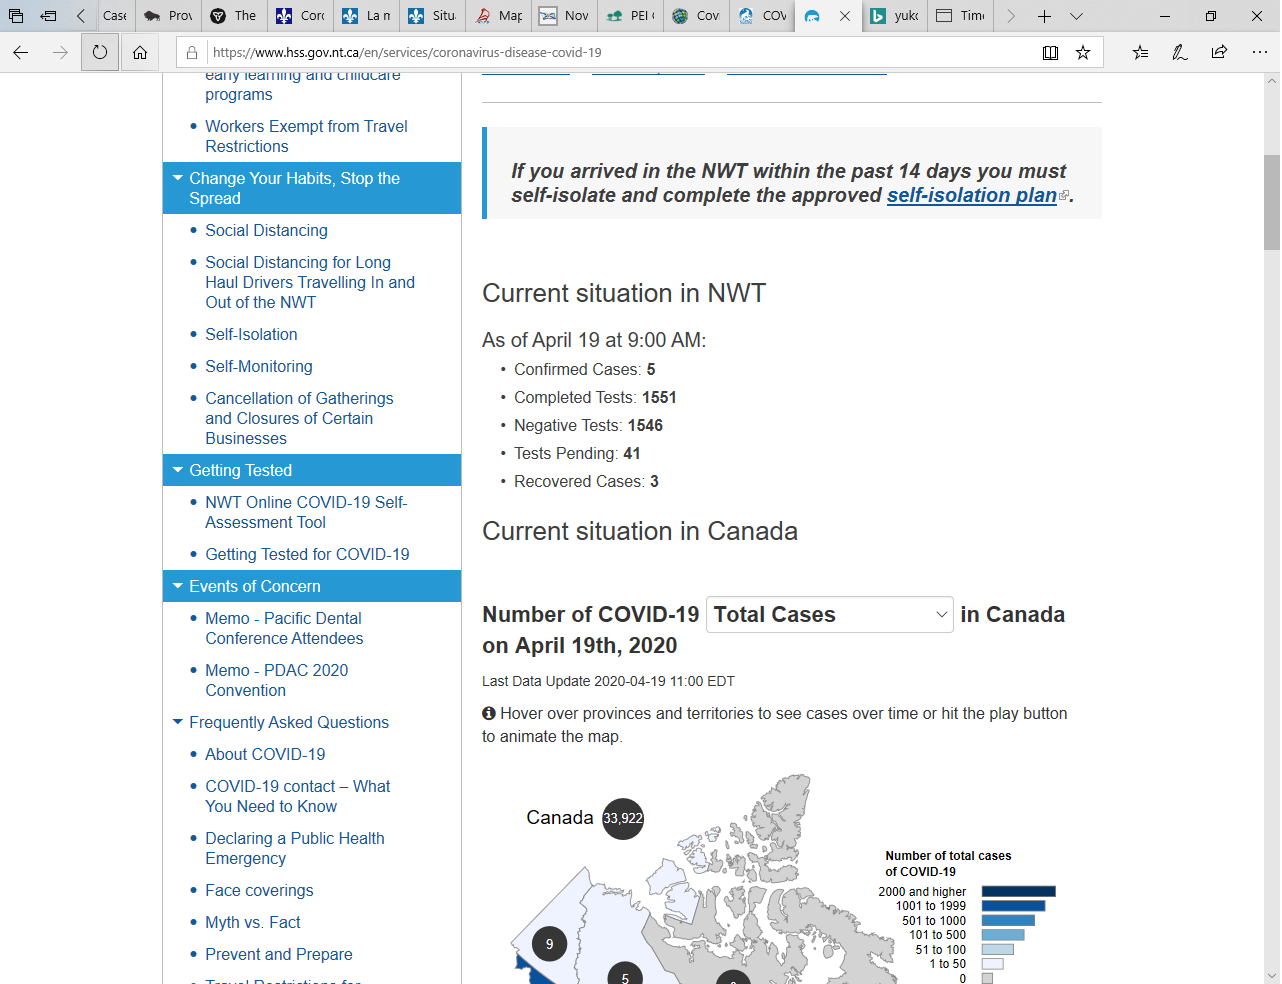 Case
Prov
The
Cord
La m
Situa
Map
Nov
PEI
Covi
COV
yukc
Time
https://www.hss.gov.nt.ca/en/services/coronavirus-disease-covid-19
early learning and childcare
programs
Workers Exempt from Travel
Restrictions
Change Your Habits, Stop the
Spread
Social Distancing
Social Distancing for Long
Haul Drivers Travelling In and
Out of the NWT
Self-Isolation
Self-Monitoring
Cancellation of Gatherings
and Closures of Certain
Businesses
Getting Tested
NWT Online COVID-19 Self-
Assessment Tool
Getting Tested for COVID-19
Events of Concern
Memo - Pacific Dental
Conference Attendees
Memo - PDAC 2020
Convention
Frequently Asked Questions
About COVID-19
COVID-19 contact – What
You Need to Know
Declaring a Public Health
Emergency
Face coverings
Myth vs. Fact
Prevent and Prepare
Travel Restrictions for
If you arrived in the NWT within the past 14 days you must
self-isolate and complete the approved self-isolation plan.
Current situation in NWT
As of April 19 at 9:00 AM:
• Confirmed Cases: 5
• Completed Tests: 1551
• Negative Tests: 1546
• Tests Pending: 41
• Recovered Cases: 3
Current situation in Canada
Number of COVID-19 Total Cases in Canada
on April 19th, 2020
Last Data Update 2020-04-19 11:00 EDT
Hover over provinces and territories to see cases over time or hit the play button
to animate the map.
Canada 33,922
9
5
Number of total cases
of COVID-19
2000 and higher
1001 to 1999
501 to 1000
101 to 500
51 to 100
1 to 50
0